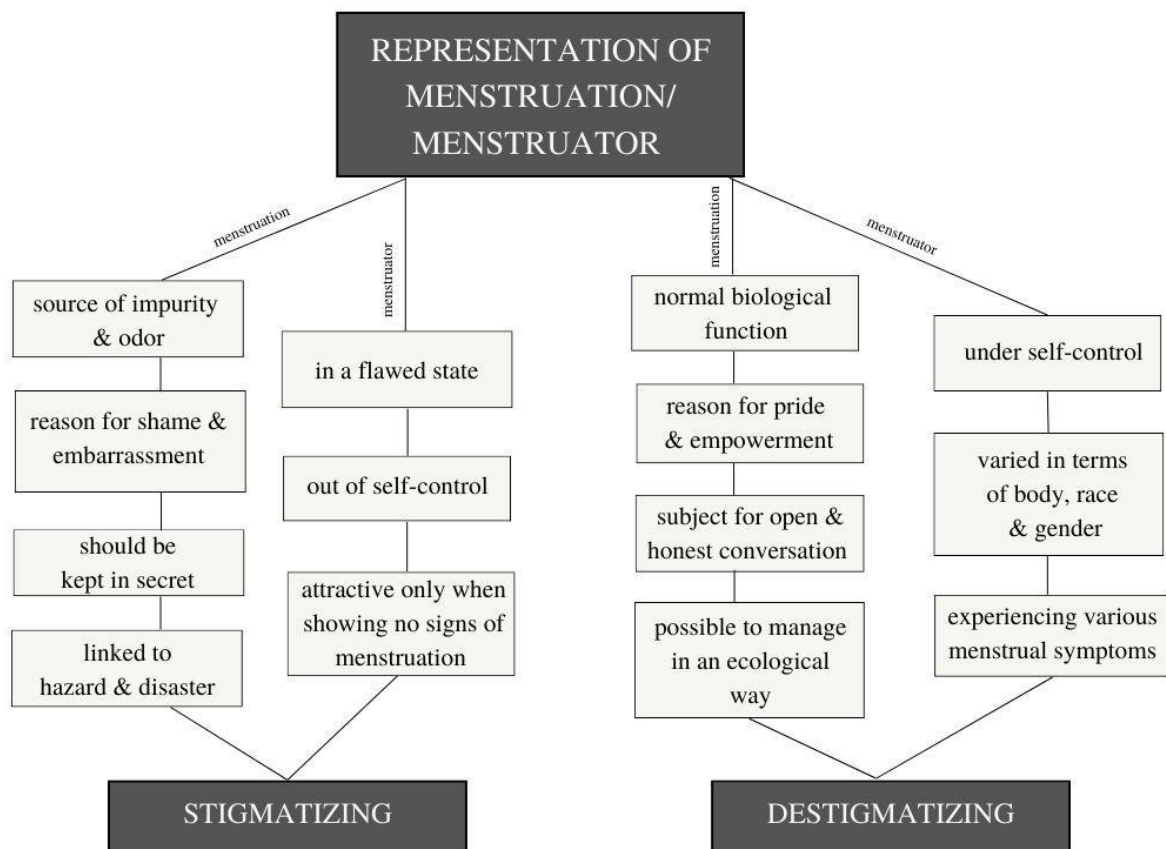 REPRESENTATION OF
MENSTRUATION/
MENSTRUATOR
menstruation
menstruator
menstruation
menstruator
source of impurity
& odor
reason for shame &
embarrassment
should be
kept in secret
linked to
hazard & disaster
in a flawed state
out of self-control
attractive only when
showing no signs of
menstruation
normal biological
function
reason for pride
& empowerment
subject for open &
honest conversation
possible to manage
in an ecological
way
under self-control
varied in terms
of body, race
& gender
experiencing various
menstrual symptoms
STIGMATIZING
DESTIGMATIZING